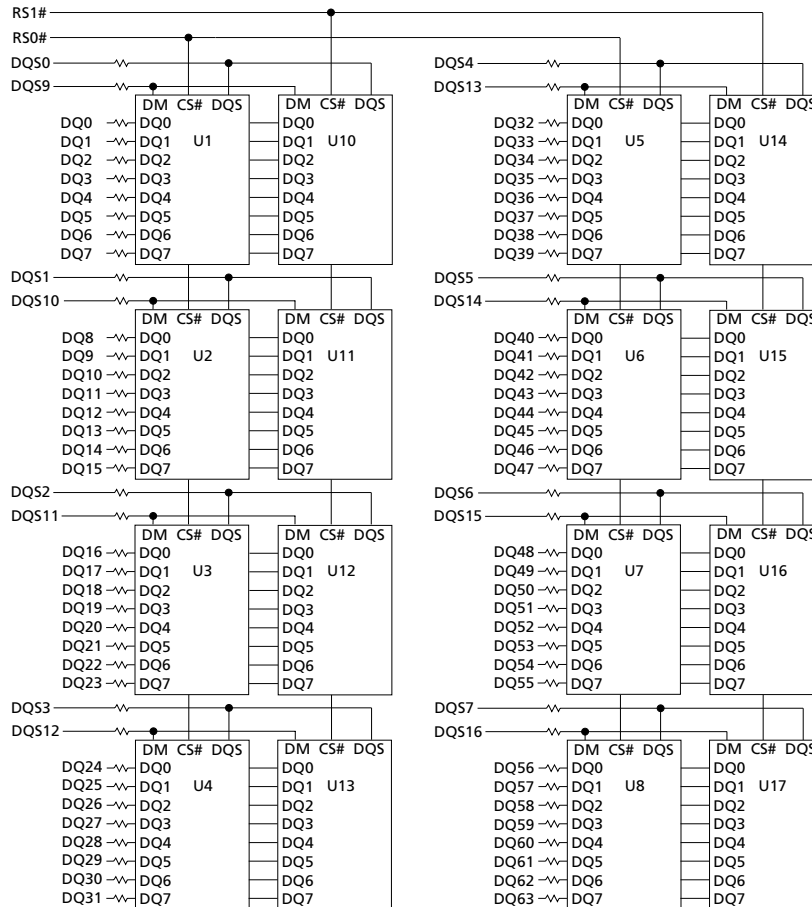 RS1#
RS0#
DQS0 DQS4
DQS9 DQS13
DM CS# DQS DM CS# DQS DM CS# DQS DM CS# DQS
DQ0 DQ0 DQ0 DQ32 DQ0 DQ0
DQ1 DQ1 U1 DQ1 U10 DQ33 DQ1 U5 DQ1 U14
DQ2 DQ2 DQ2 DQ34 DQ2 DQ2
DQ3 DQ3 DQ3 DQ35 DQ3 DQ3
DQ4 DQ4 DQ4 DQ36 DQ4 DQ4
DQ5 DQ5 DQ5 DQ37 DQ5 DQ5
DQ6 DQ6 DQ6 DQ38 DQ6 DQ6
DQ7 DQ7 DQ7 DQ39 DQ7 DQ7
DQS1 DQS5
DQS10 DQS14
DM CS# DQS DM CS# DQS DM CS# DQS DM CS# DQS
DQ8 DQ0 DQ0 DQ40 DQ0 DQ0
DQ9 DQ1 U2 DQ1 U11 DQ41 DQ1 U6 DQ1 U15
DQ10 DQ2 DQ2 DQ42 DQ2 DQ2
DQ11 DQ3 DQ3 DQ43 DQ3 DQ3
DQ12 DQ4 DQ4 DQ44 DQ4 DQ4
DQ13 DQ5 DQ5 DQ45 DQ5 DQ5
DQ14 DQ6 DQ6 DQ46 DQ6 DQ6
DQ15 DQ7 DQ7 DQ47 DQ7 DQ7
DQS2 DQS6
DQS11 DQS15
DM CS# DQS DM CS# DQS DM CS# DQS DM CS# DQS
DQ16 DQ0 DQ0 DQ48 DQ0 DQ0
DQ17 DQ1 U3 DQ1 U12 DQ49 DQ1 U7 DQ1 U16
DQ18 DQ2 DQ2 DQ50 DQ2 DQ2
DQ19 DQ3 DQ3 DQ51 DQ3 DQ3
DQ20 DQ4 DQ4 DQ52 DQ4 DQ4
DQ21 DQ5 DQ5 DQ53 DQ5 DQ5
DQ22 DQ6 DQ6 DQ54 DQ6 DQ6
DQ23 DQ7 DQ7 DQ55 DQ7 DQ7
DQS3 DQS7
DQS12 DQS16
DM CS# DQS DM CS# DQS DM CS# DQS DM CS# DQS
DQ24 DQ0 DQ0 DQ56 DQ0 DQ0
DQ25 DQ1 U4 DQ1 U13 DQ57 DQ1 U8 DQ1 U17
DQ26 DQ2 DQ2 DQ58 DQ2 DQ2
DQ27 DQ3 DQ3 DQ59 DQ3 DQ3
DQ28 DQ4 DQ4 DQ60 DQ4 DQ4
DQ29 DQ5 DQ5 DQ61 DQ5 DQ5
DQ30 DQ6 DQ6 DQ62 DQ6 DQ6
DQ31 DQ7 DQ7 DQ63 DQ7 DQ7